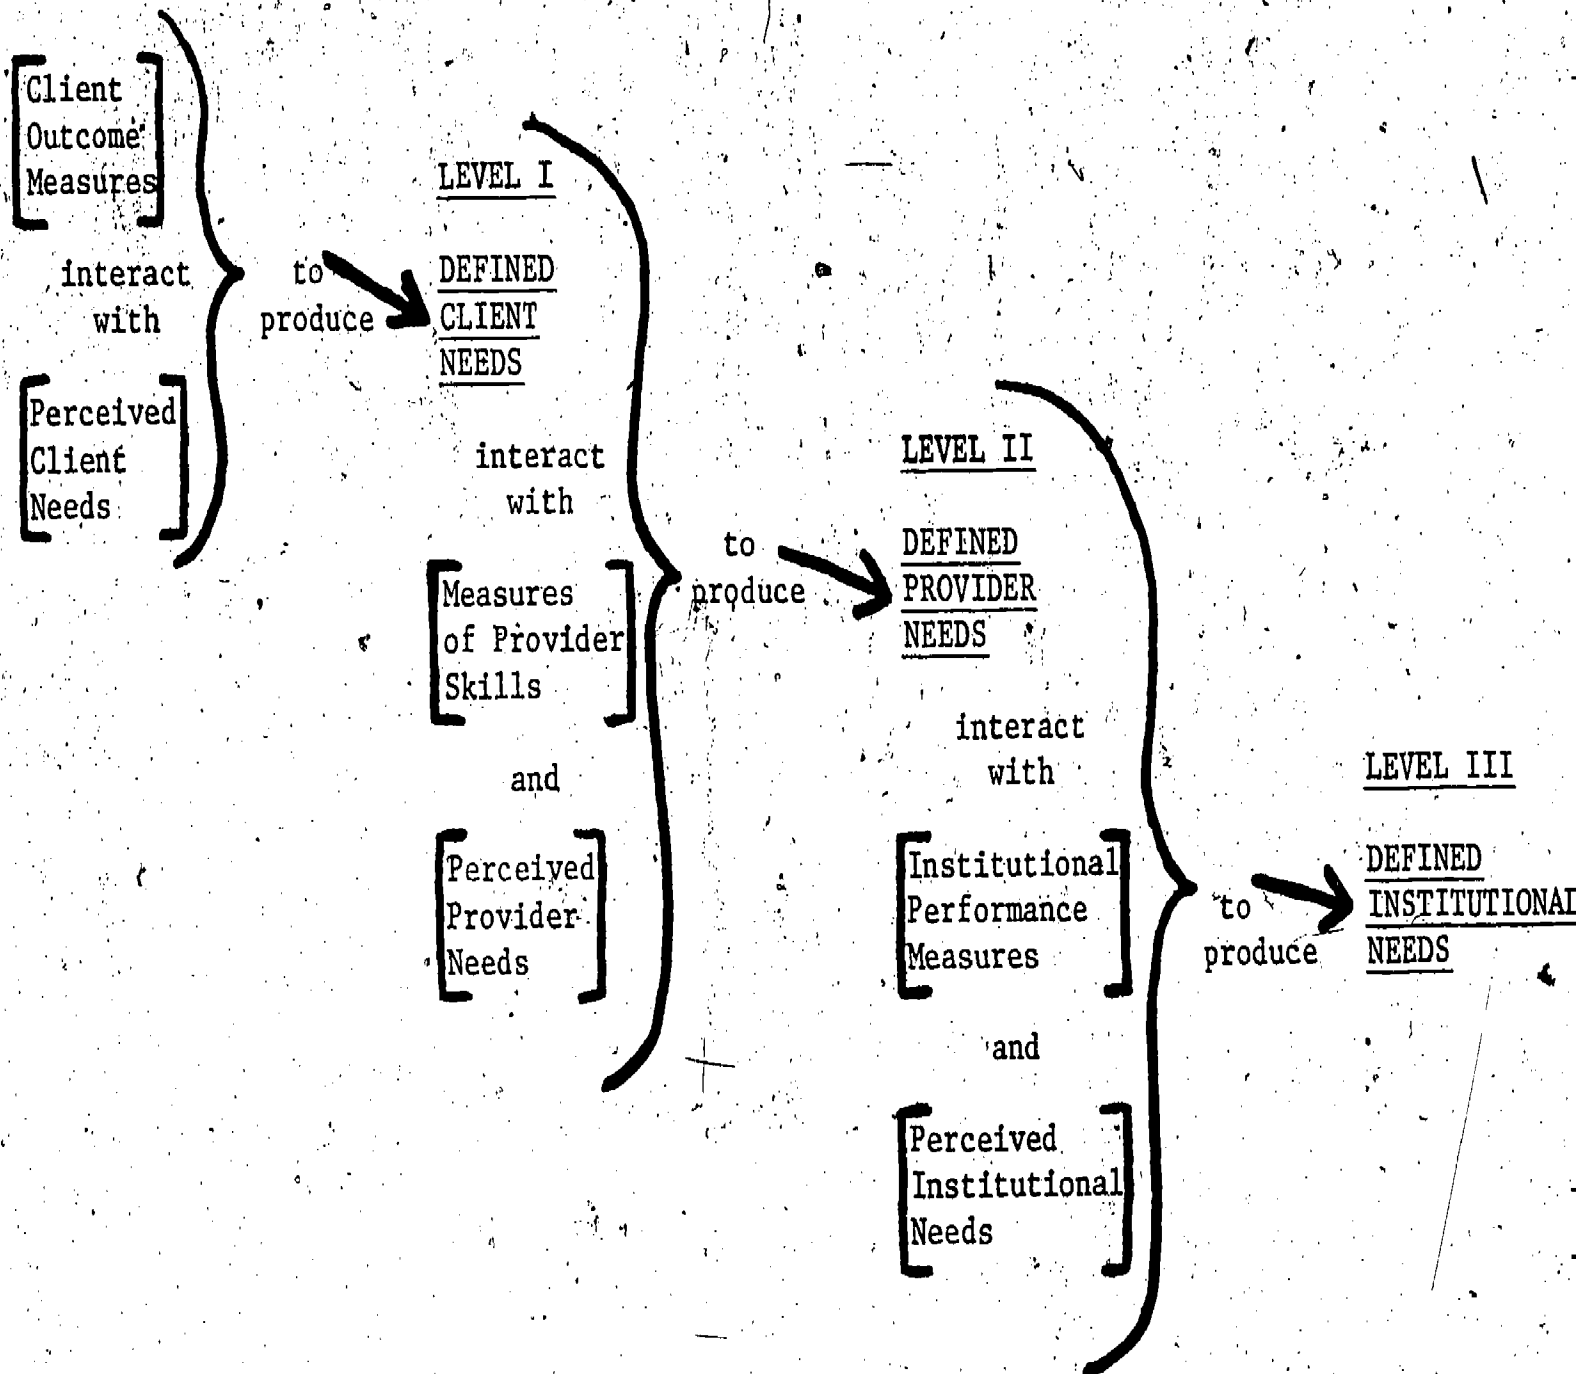 Client
Outcome
Measures
interact
with
Perceived
Client
Needs
to
produce
LEVEL I
DEFINED
CLIENT
NEEDS
interact
with
Measures
of Provider
Skills
and
Perceived
Provider
Needs
to
produce
LEVEL II
DEFINED
PROVIDER
NEEDS
interact
with
Institutional
Performance
Measures
and
Perceived
Institutional
Needs
to
produce
LEVEL III
DEFINED
INSTITUTIONAL
NEEDS